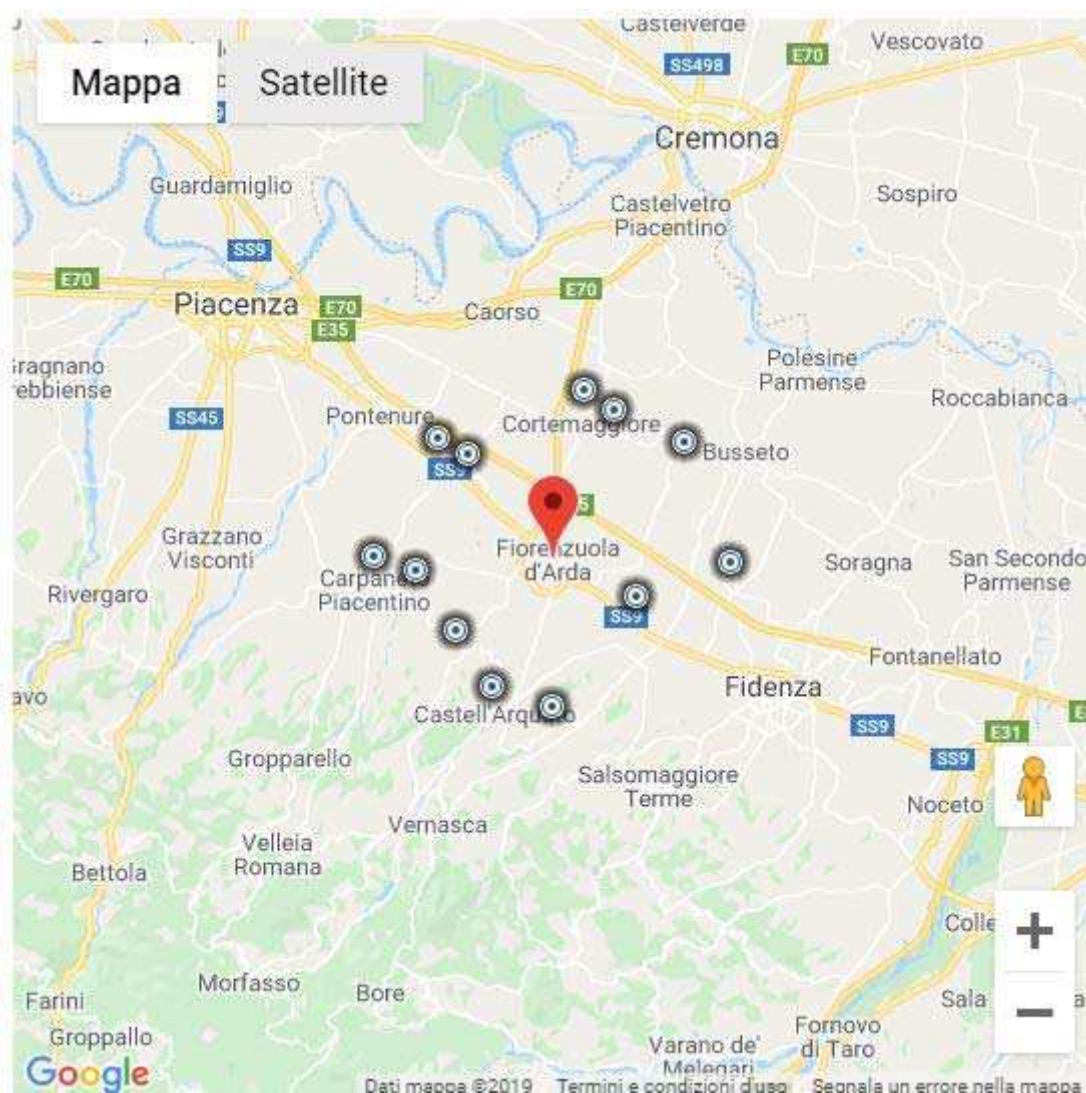 Castelverde
Vescovato
E70
SS498
Mappa
Satellite
Cremona
Guardamiglio
Sospiro
Castelvetro
Piacentino
SS9
E70
E70
Piacenza
E70
Caorso
E35
Polesine
Parmense
Roccabianca
SS45
Pontenure
Cortemaggiore
Busseto
SS9
Grazzano
Visconti
Fiorenzuola
d'Arda
Soragna
San Secondo
Parmense
Rivergaro
Piacentino
SS9
Fontanellato
Fidenza
SS9
E31
Gropparello
SS9
Salsomaggiore
Terme
Noceto
Vernasca
Velleia
Romana
Bettola
Colle
Morfasso
Bore
Farini
Sala
Groppallo
Fornovo
di Taro
Varano de'
Melegari
Google
Dati mappa ©2019
Termini e condizioni d'uso
Segnala un errore nella mappa